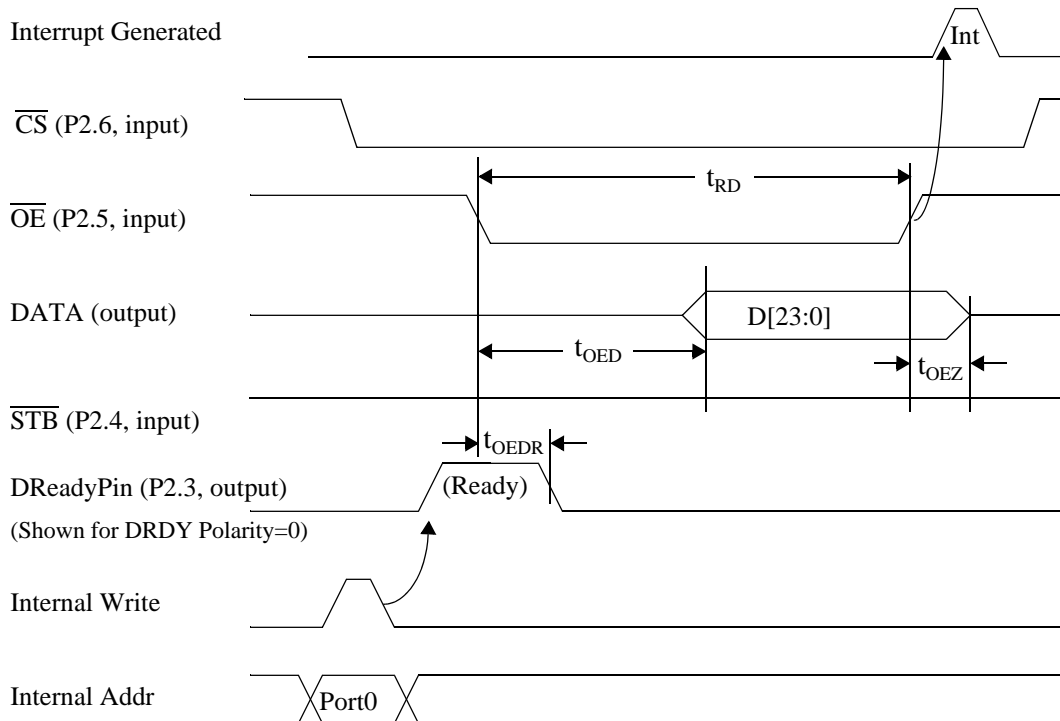 Interrupt Generated
Int
CS (P2.6, input)
tRD
OE (P2.5, input)
DATA (output)
D[23:0]
tOED
tOEZ
STB (P2.4, input)
tOEDR
DReadyPin (P2.3, output)
(Ready)
(Shown for DRDY Polarity=0)
Internal Write
Internal Addr
Port0